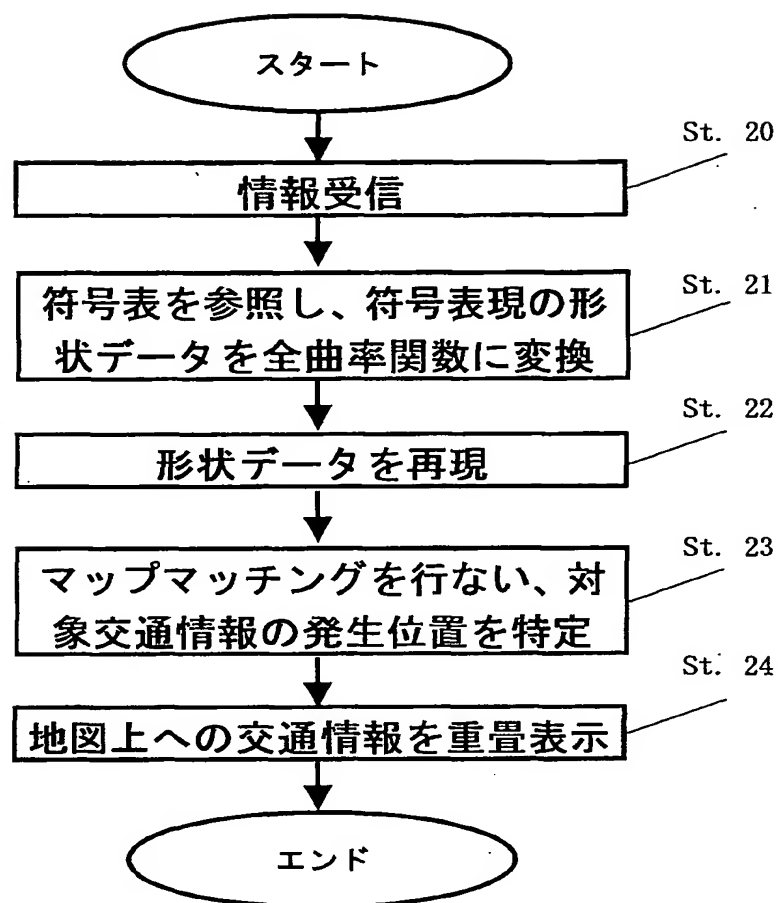 スタート
St. 20
情報受信
St. 21
符号表を参照し、符号表現の形
状データを全曲率関数に変換
St. 22
形状データを再現
St. 23
マップマッチングを行ない、対
象交通情報の発生位置を特定
St. 24
地図上への交通情報を重畳表示
エンド